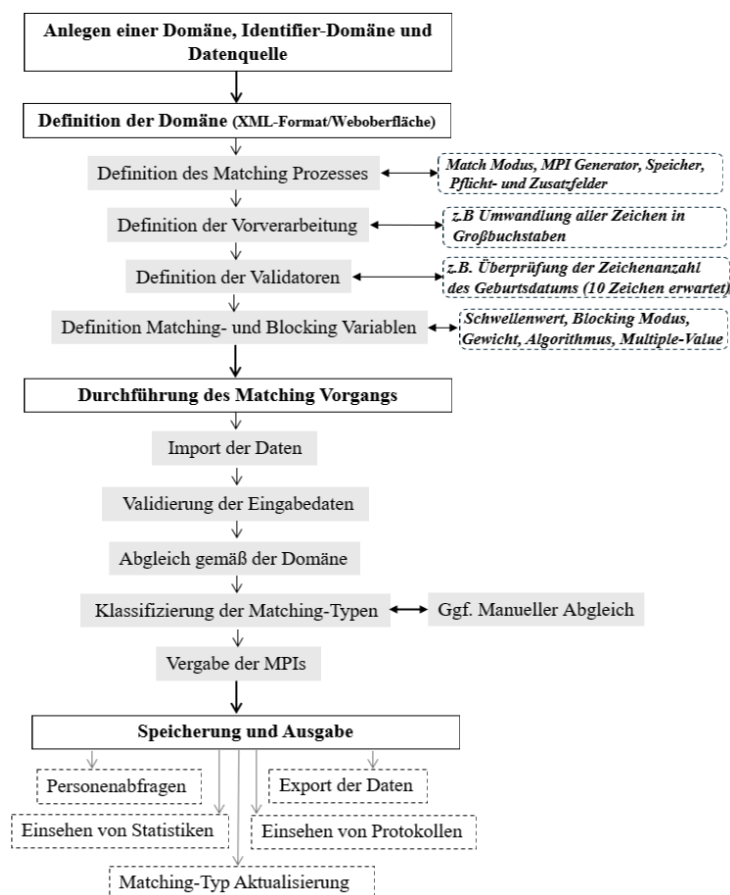 Anlegen einer Domäne, Identifier-Domäne und
Datenquelle
Definition der Domäne (XML-Format/Weboberfläche)
Definition des Matching Prozesses
Match Modus, MPI Generator, Speicher,
Pflicht- und Zusatzfelder
Definition der Vorverarbeitung
z.B Umwandlung aller Zeichen in
Großbuchstaben
Definition der Validatoren
z.B. Überprüfung der Zeichenanzahl
des Geburtsdatums (10 Zeichen erwartet)
Definition Matching- und Blocking Variablen
Schwellenwert, Blocking Modus,
Gewicht, Algorithmus, Multiple-Value
Durchführung des Matching Vorgangs
Import der Daten
Validierung der Eingabedaten
Abgleich gemäß der Domäne
Klassifizierung der Matching-Typen
Ggf. Manueller Abgleich
Vergabe der MPIs
Speicherung und Ausgabe
Personenabfragen
Export der Daten
Einsehen von Statistiken
Einsehen von Protokollen
Matching-Typ Aktualisierung